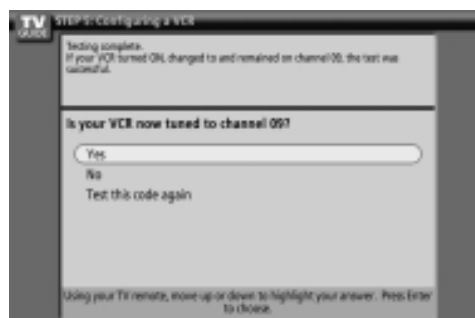 TV
GUIDE
STEP 5: Configuring a VCR
Testing complete.
If your VCR turned ON, changed to and remained on channel 09, the test was
successful.
Is your VCR now tuned to channel 09?
Yes
No
Test this code again
Using your TV remote, move up or down to highlight your answer. Press Enter
to choose.